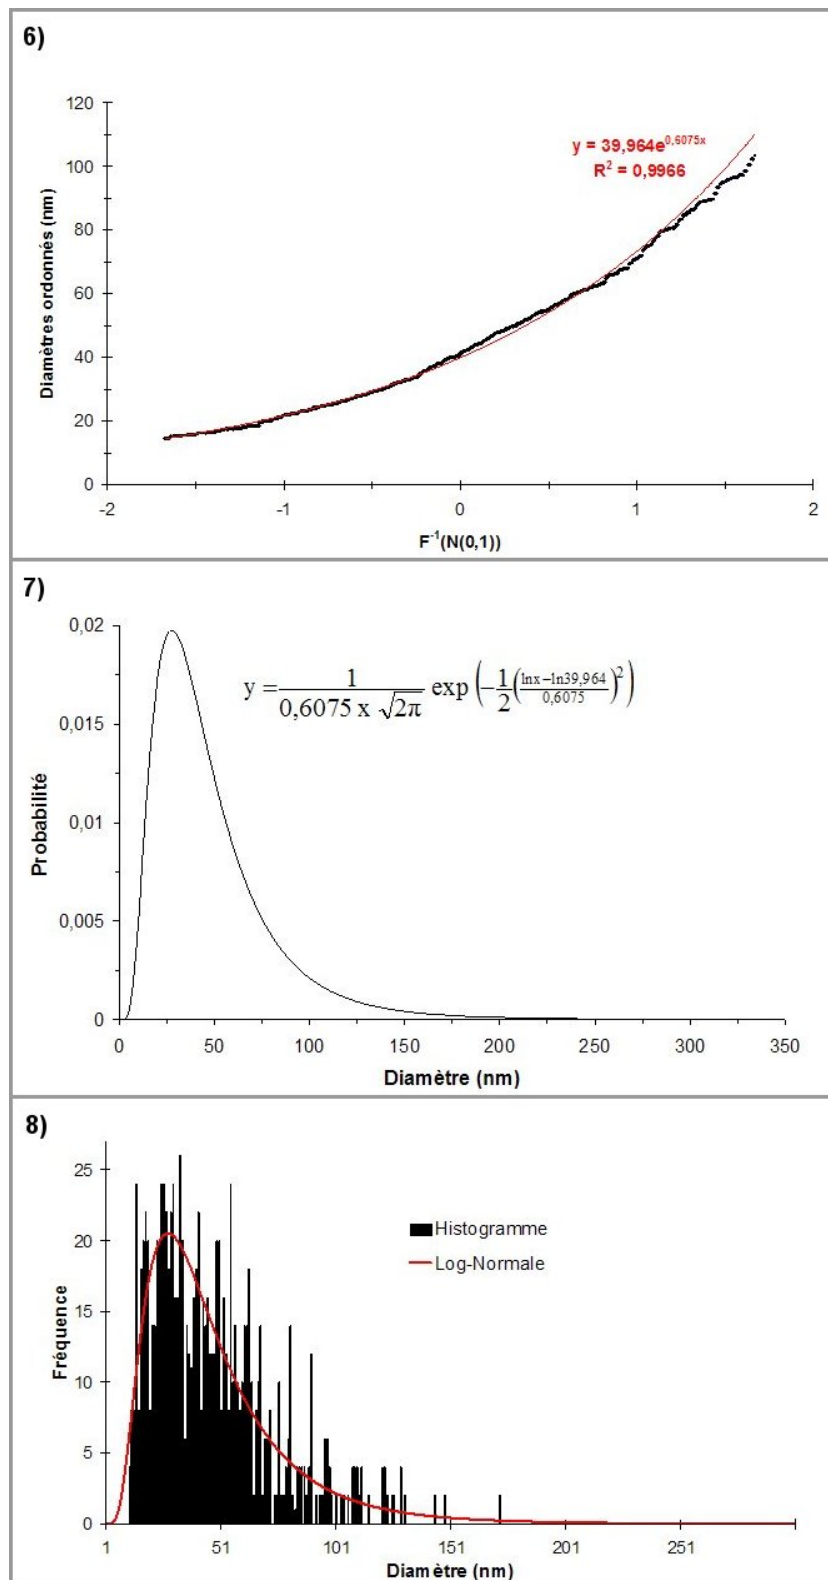 6)
120
100
80
60
40
20
0
-2 -1 0 1 2
Diamètres ordonnés (nm)
y = 39,964e^0,6075x
R² = 0,9966
F⁻¹(N(0,1))
7)
0,02
0,015
0,01
0,005
0
0 50 100 150 200 250 300 350
Probabilité
y = 1 / (0,6075 x √2π) exp (-1/2 ((lnx-ln39,964)/0,6075)²)
Diamètre (nm)
8)
25
20
15
10
5
0
1 51 101 151 201 251
Fréquence
Histogramme
Log-Normale
Diamètre (nm)